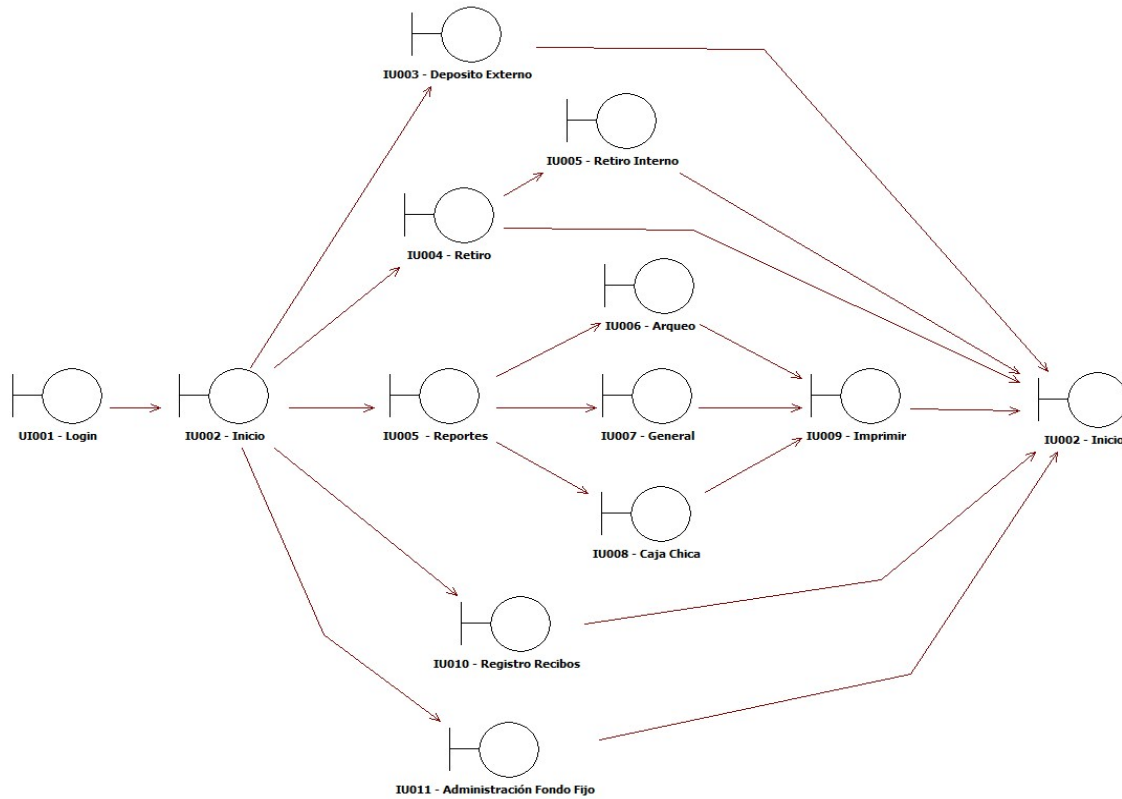 IU003 - Deposito Externo
IU005 - Retiro Interno
IU004 - Retiro
IU006 - Arqueo
UI001 - Login
IU002 - Inicio
IU005 - Reportes
IU007 - General
IU009 - Imprimir
IU002 - Inicio
IU008 - Caja Chica
IU010 - Registro Recibos
IU011 - Administración Fondo Fijo